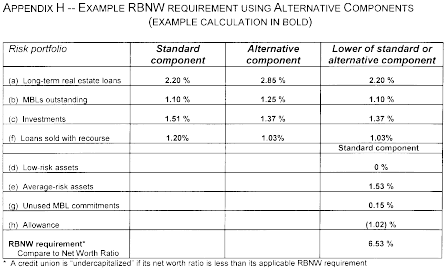 APPENDIX H -- EXAMPLE RBNW REQUIREMENT USING ALTERNATIVE COMPONENTS
(EXAMPLE CALCULATION IN BOLD)
Risk portfolio Standard component Alternative component Lower of standard or alternative component
(a) Long-term real estate loans 2.20 % 2.85 % 2.20 %
(b) MBLs outstanding 1.10 % 1.25 % 1.10 %
(c) Investments 1.51 % 1.37 % 1.37 %
(f) Loans sold with recourse 1.20% 1.03% 1.03%
Standard component
(d) Low-risk assets 0 %
(e) Average-risk assets 1.53 %
(g) Unused MBL commitments 0.15 %
(h) Allowance (1.02) %
RBNW requirement* 6.53 %
Compare to Net Worth Ratio
* A credit union is "undercapitalized" if its net worth ratio is less than its applicable RBNW requirement